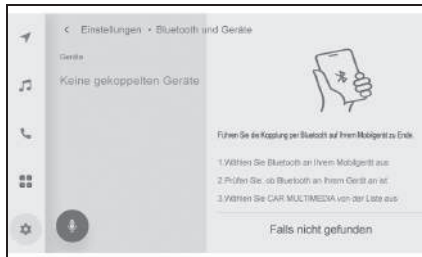 < Einstellungen • Bluetooth und Geräte
Geräte
Keine gekoppelten Geräte
Führen Sie die Kopplung per Bluetooth auf Ihrem Mobilgerät zu Ende.
1.Wählen Sie Bluetooth an Ihrem Mobilgerät aus
2.Prüfen Sie, ob Bluetooth an Ihrem Gerät an ist
3.Wählen Sie CAR MULTIMEDIA von der Liste aus
Falls nicht gefunden